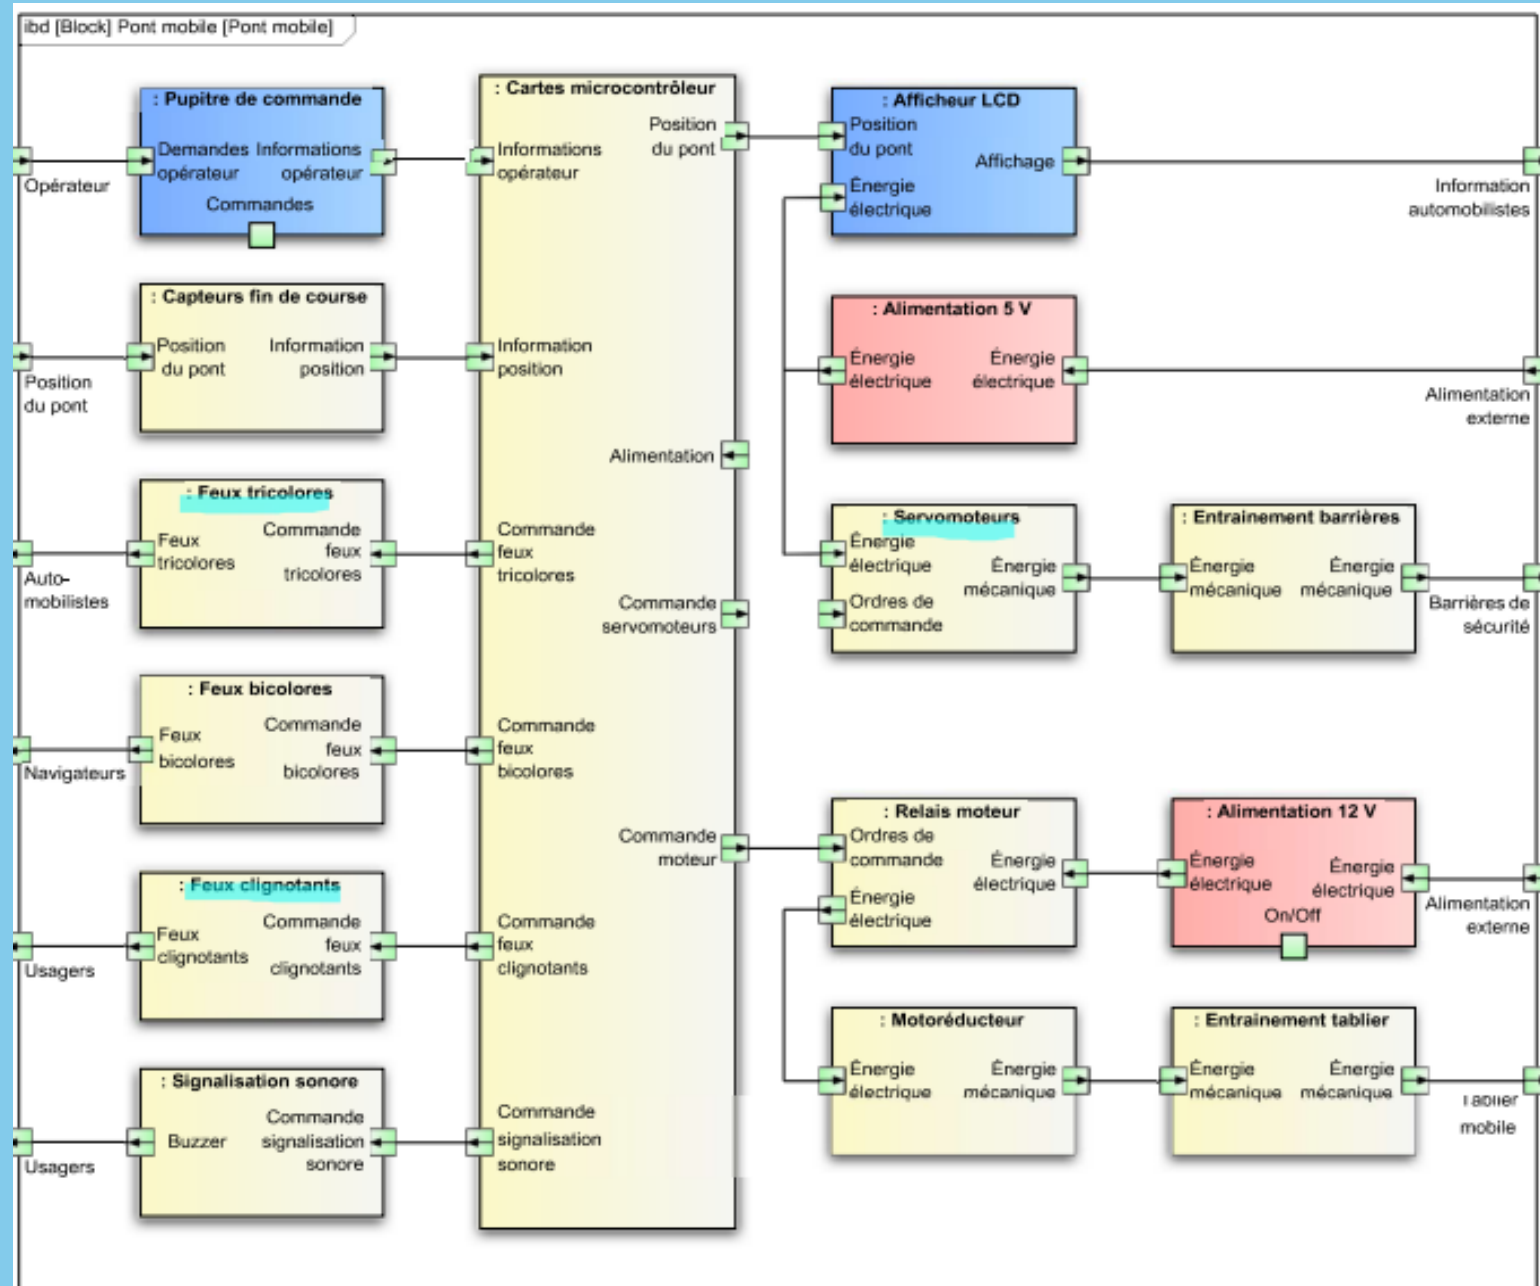 ibd [Block] Pont mobile [Pont mobile]
: Pupitre de commande
Demandes
opérateur
Informations
opérateur
Commandes
Opérateur
: Capteurs fin de course
Position
du pont
Information
position
Position
du pont
: Feux tricolores
Feux
tricolores
Commande
feux
tricolores
Auto-
mobilistes
: Feux bicolores
Feux
bicolores
Commande
feux
bicolores
Navigateurs
: Feux clignotants
Feux
clignotants
Commande
feux
clignotants
Usagers
: Signalisation sonore
Buzzer
Commande
signalisation
sonore
Usagers
: Cartes microcontrôleur
Informations
opérateur
Position
du pont
Information
position
Alimentation
Commande
feux
tricolores
Commande
servomoteurs
Commande
feux
bicolores
Commande
moteur
Commande
feux
clignotants
Commande
signalisation
sonore
: Afficheur LCD
Position
du pont
Affichage
Énergie
électrique
Information
automobilistes
: Alimentation 5 V
Énergie
électrique
Énergie
électrique
Alimentation
externe
: Servomoteurs
Énergie
électrique
Énergie
mécanique
Ordres de
commande
: Entrainement barrières
Énergie
mécanique
Énergie
mécanique
Barrières de
sécurité
: Relais moteur
Ordres de
commande
Énergie
électrique
Énergie
électrique
: Alimentation 12 V
Énergie
électrique
Énergie
électrique
On/Off
Alimentation
externe
: Motoréducteur
Énergie
électrique
Énergie
mécanique
: Entrainement tablier
Énergie
mécanique
Énergie
mécanique
Tablier
mobile